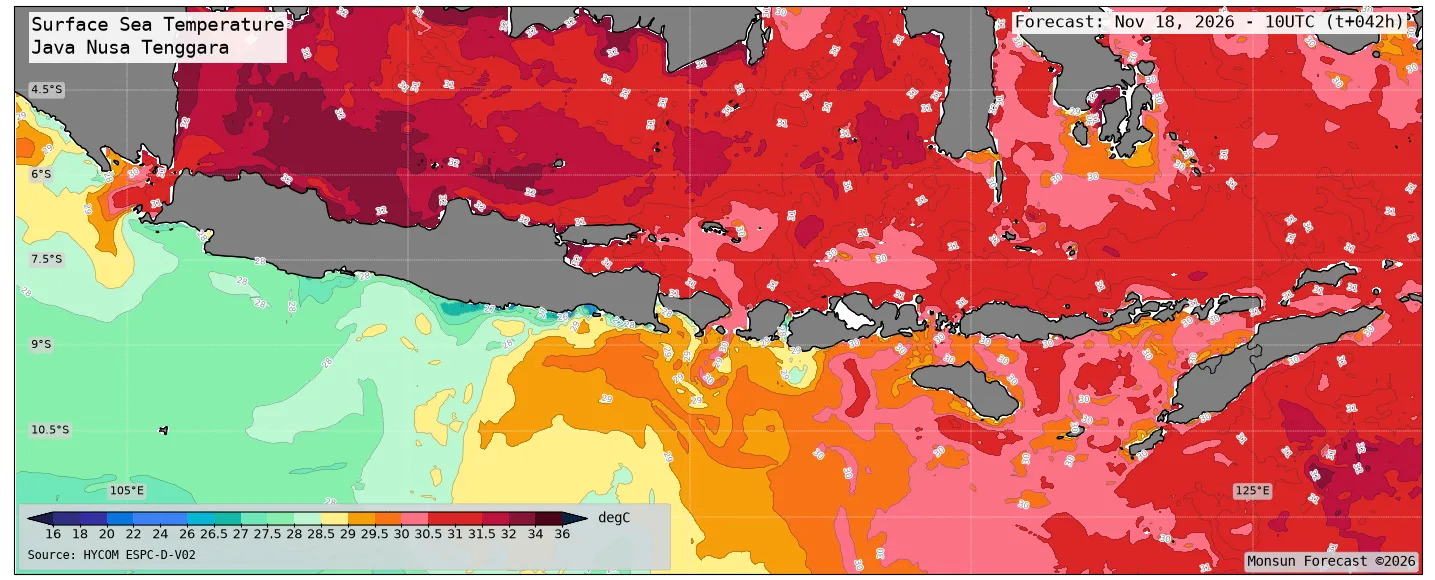 Surface Sea Temperature
Java Nusa Tenggara
Forecast: Nov 18, 2026 - 10UTC (t+042h)
4.5°S
6°S
7.5°S
9°S
10.5°S
105°E
125°E
16 18 20 22 24 26 26.5 27 27.5 28 28.5 29 29.5 30 30.5 31 31.5 32 34 36
degC
Source: HYCOM ESPC-D-V02
Monsun Forecast ©2026